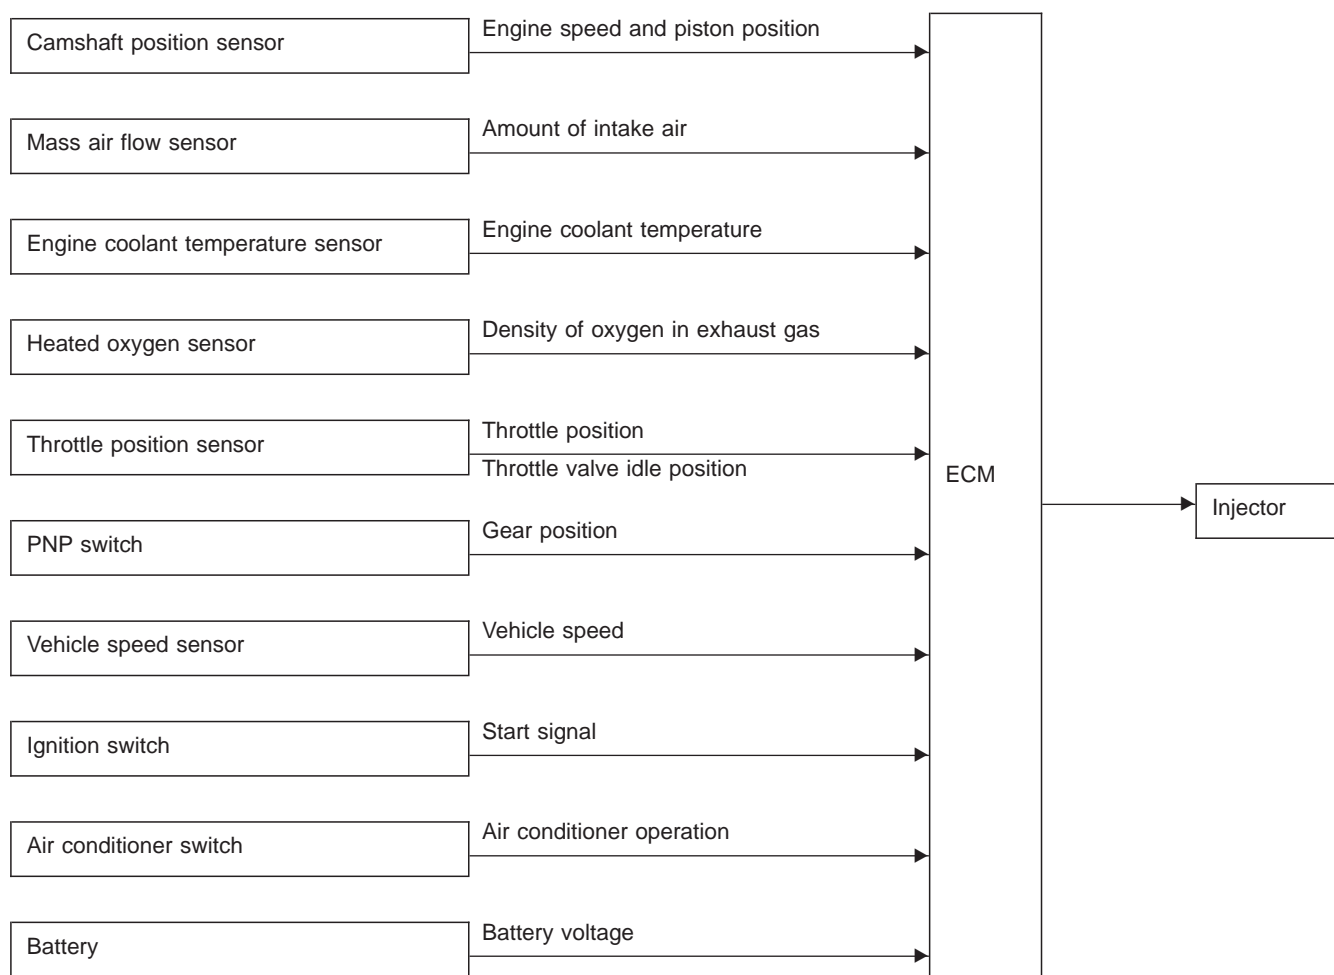 Camshaft position sensor
Engine speed and piston position
Mass air flow sensor
Amount of intake air
Engine coolant temperature sensor
Engine coolant temperature
Heated oxygen sensor
Density of oxygen in exhaust gas
Throttle position sensor
Throttle position
Throttle valve idle position
PNP switch
Gear position
Vehicle speed sensor
Vehicle speed
Ignition switch
Start signal
Air conditioner switch
Air conditioner operation
Battery
Battery voltage
ECM
Injector